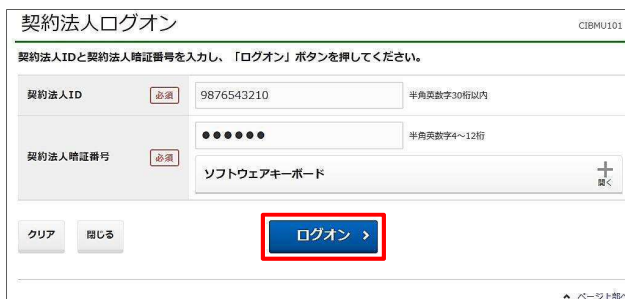 契約法人ログオン
CIBMU101
契約法人IDと契約法人暗証番号を入力し、「ログオン」ボタンを押してください。
契約法人ID 必須 9876543210 半角英数字30桁以内
●●●●●● 半角英数字4～12桁
契約法人暗証番号 必須
ソフトウェアキーボード 開く
クリア 閉じる ログオン
ページ上部へ